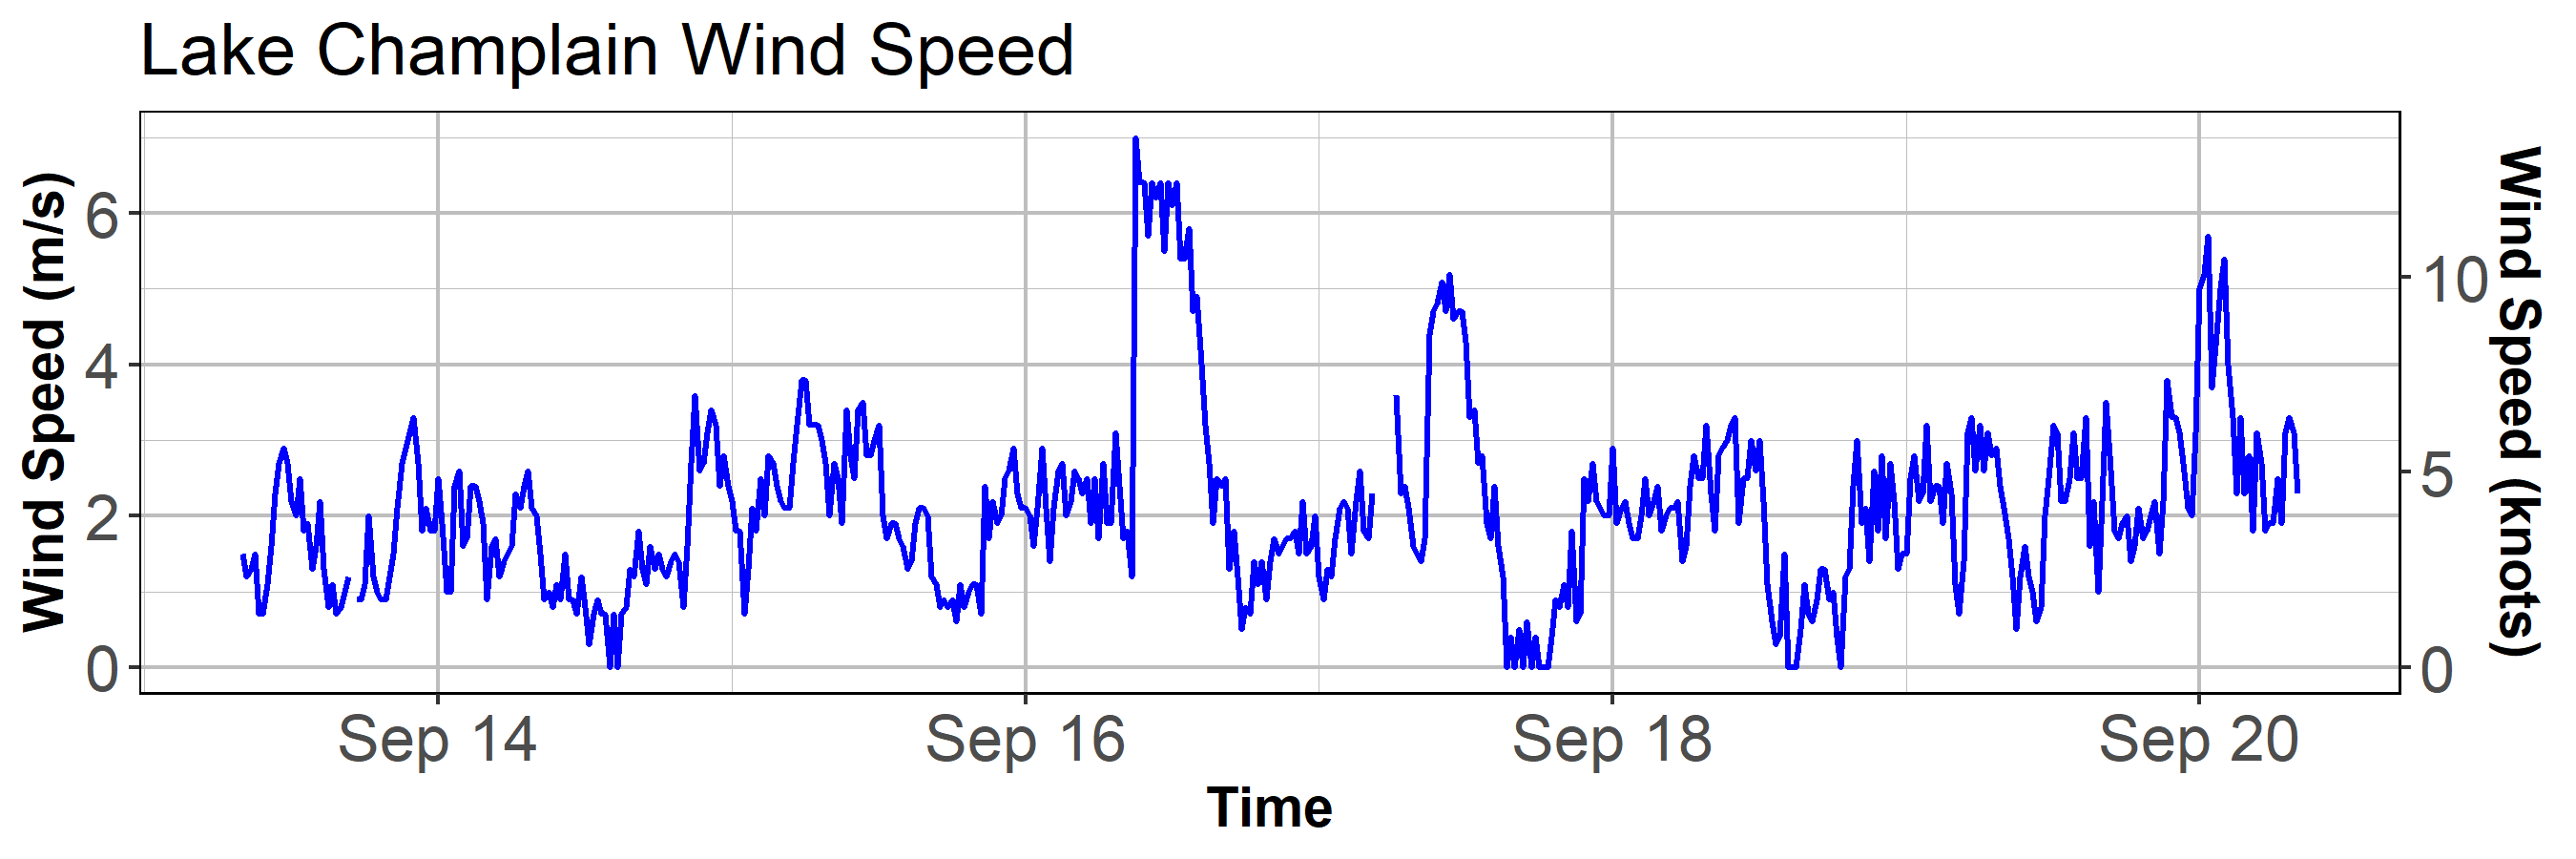 Lake Champlain Wind Speed
Wind Speed (m/s)
6
4
2
0
10
5
0
Wind Speed (knots)
Sep 14
Sep 16
Sep 18
Sep 20
Time